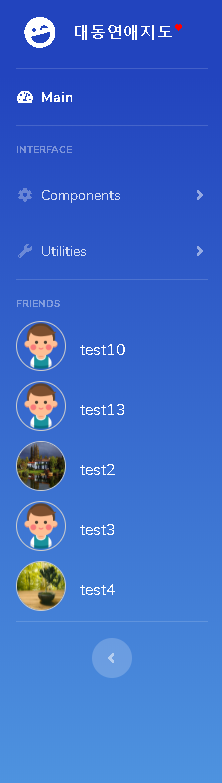 대동연애지도
Main
INTERFACE
Components
Utilities
FRIENDS
test10
test13
test2
test3
test4